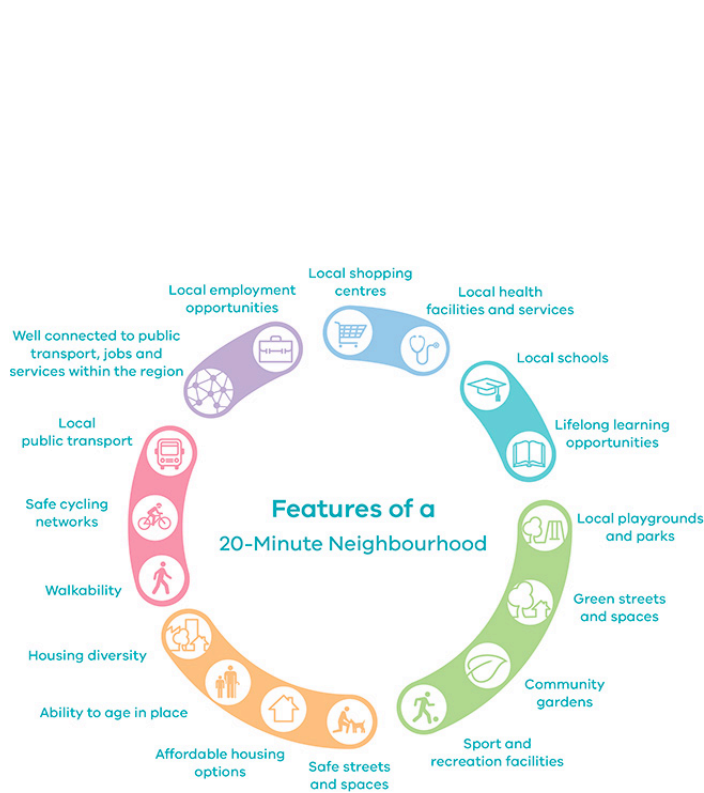 Features of a
20-Minute Neighbourhood
Local shopping
centres
Local health
facilities and services
Local schools
Lifelong learning
opportunities
Local playgrounds
and parks
Green streets
and spaces
Community
gardens
Sport and
recreation facilities
Safe streets
and spaces
Affordable housing
options
Ability to age in place
Housing diversity
Walkability
Safe cycling
networks
Local
public transport
Well connected to public
transport, jobs and
services within the region
Local employment
opportunities